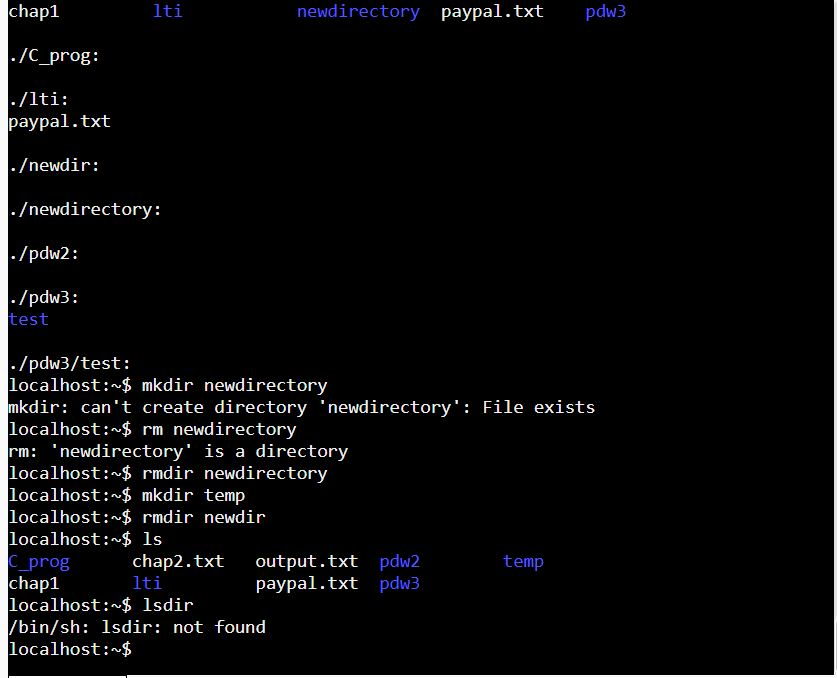 chap1 lti newdirectory paypal.txt pdw3
./C_prog:
./lti:
paypal.txt
./newdir:
./newdirectory:
./pdw2:
./pdw3:
test
./pdw3/test:
localhost:~$ mkdir newdirectory
mkdir: can't create directory 'newdirectory': File exists
localhost:~$ rm newdirectory
rm: 'newdirectory' is a directory
localhost:~$ rmdir newdirectory
localhost:~$ mkdir temp
localhost:~$ rmdir newdir
localhost:~$ ls
C_prog chap2.txt output.txt pdw2 temp
chap1 lti paypal.txt pdw3
localhost:~$ lsdir
/bin/sh: lsdir: not found
localhost:~$